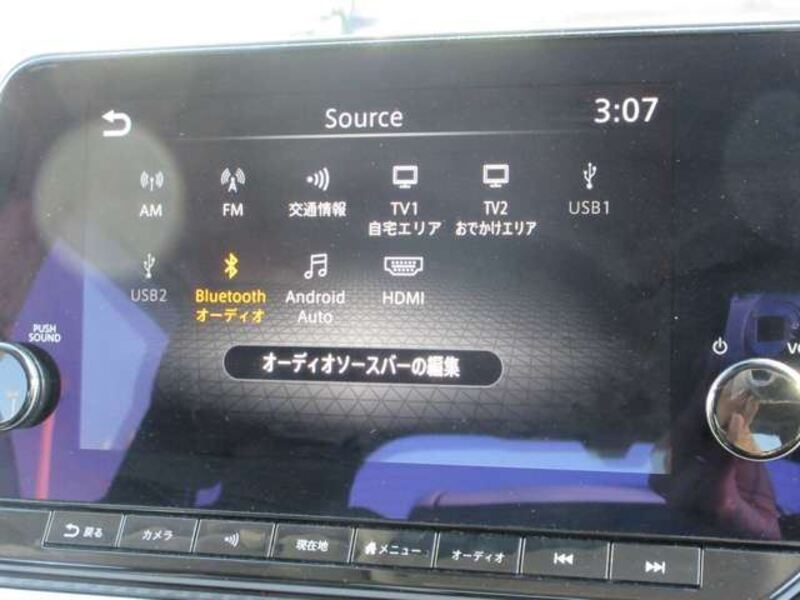 Source
3:07
AM
FM
交通情報
TV1
自宅エリア
TV2
おでかけエリア
USB1
USB2
Bluetooth
オーディオ
Android
Auto
HDMI
オーディオソースバーの編集
PUSH
SOUND
戻る
カメラ
現在地
メニュー
オーディオ